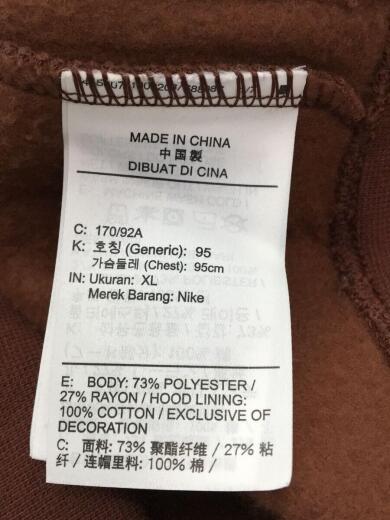 MADE IN CHINA
中国製
DIBUAT DI CINA
C: 170/92A
K: 호칭 (Generic): 95
가슴둘레 (Chest): 95cm
IN: Ukuran: XL
Merek Barang: Nike
E: BODY: 73% POLYESTER /
27% RAYON / HOOD LINING:
100% COTTON / EXCLUSIVE OF
DECORATION
C: 面料: 73% 聚酯纤维 / 27% 粘
纤 / 连帽里料: 100% 棉 /